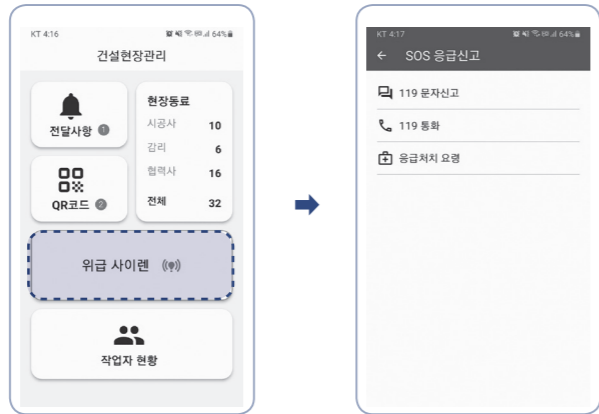 KT 4:16
64%
건설현장관리
전달사항 1
현장동료
시공사 10
감리 6
협력사 16
전체 32
QR코드 2
위급 사이렌
작업자 현황
KT 4:17
64%
SOS 응급신고
119 문자신고
119 통화
응급처치 요령